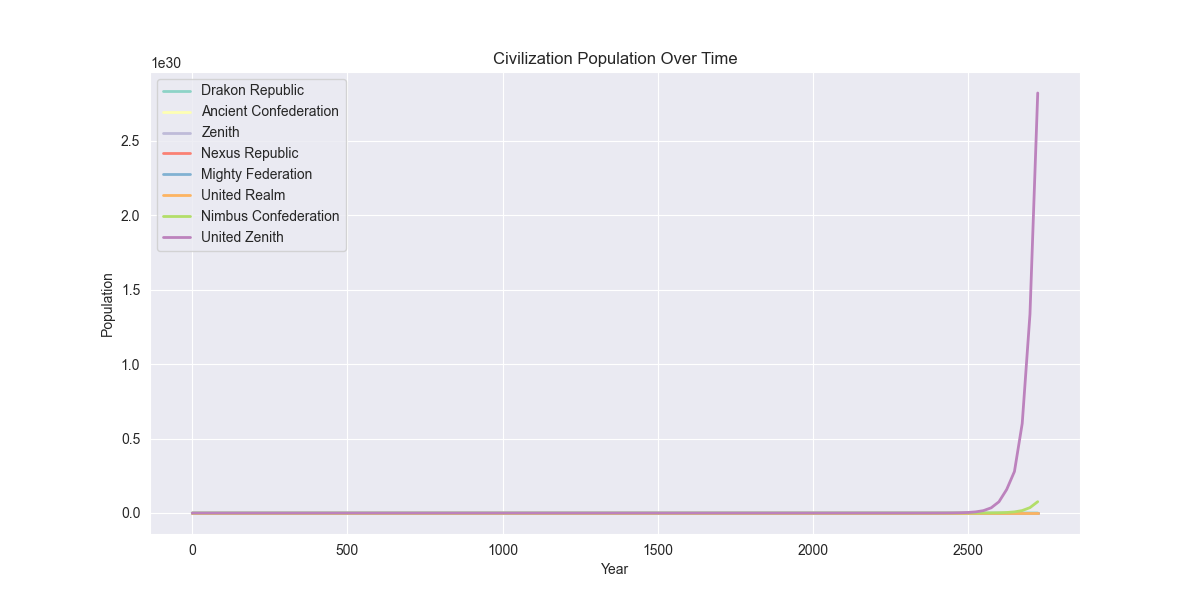 Civilization Population Over Time
1e30
Drakon Republic
Ancient Confederation
Zenith
Nexus Republic
Mighty Federation
United Realm
Nimbus Confederation
United Zenith
Population
2.5
2.0
1.5
1.0
0.5
0.0
0 500 1000 1500 2000 2500
Year